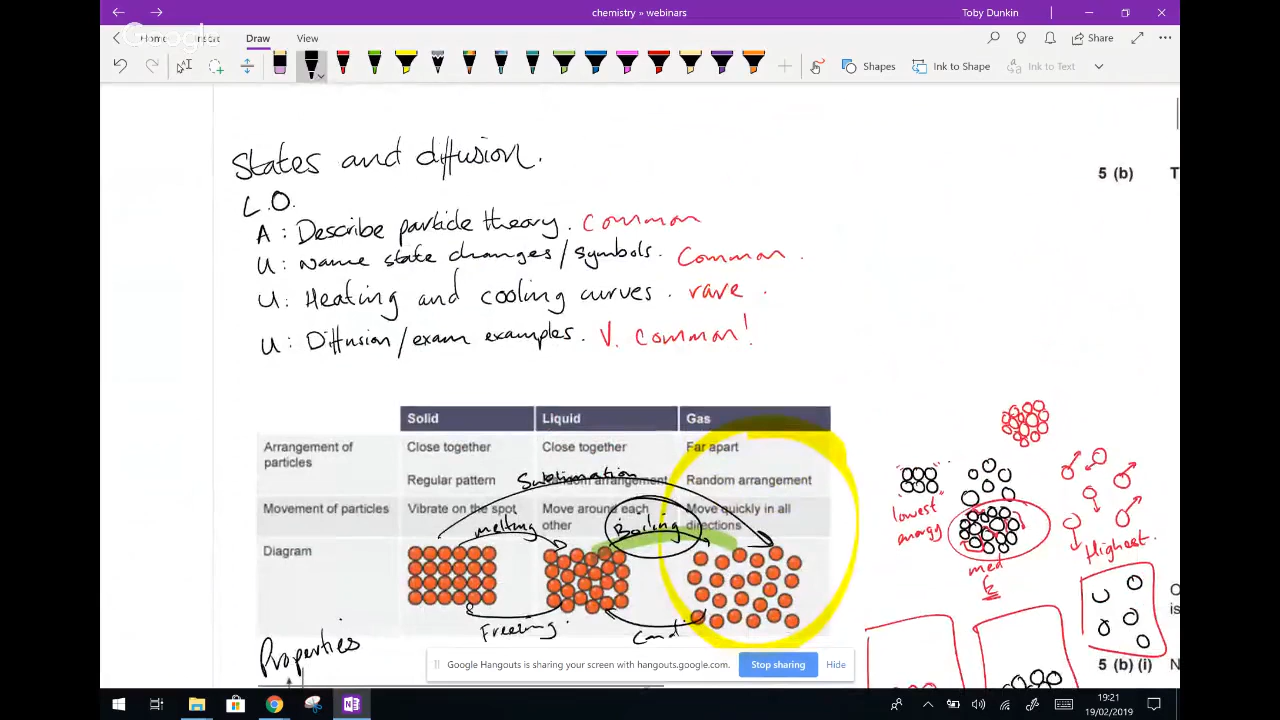 chemistry » webinars
Toby Dunkin
Google
Home Insert Draw View
Share
Shapes
Ink to Shape
Ink to Text
States and diffusion.
L.O.
A : Describe particle theory. Common
U : Name state changes/symbols. Common.
U : Heating and cooling curves. rare.
U : Diffusion/exam examples. V. Common!
5 (b) T
Solid Liquid Gas
Arrangement of particles
Close together Close together Far apart
Regular pattern Random arrangement Random arrangement
Sublimation
Movement of particles
Vibrate on the spot
Move around each other
Move quickly in all directions
melting
Boiling
Diagram
Freezing.
Cond
"lowest energy"
med
E
Highest.
Properties
5 (b) (i) N
Google Hangouts is sharing your screen with hangouts.google.com.
Stop sharing
Hide
19:21
19/02/2019